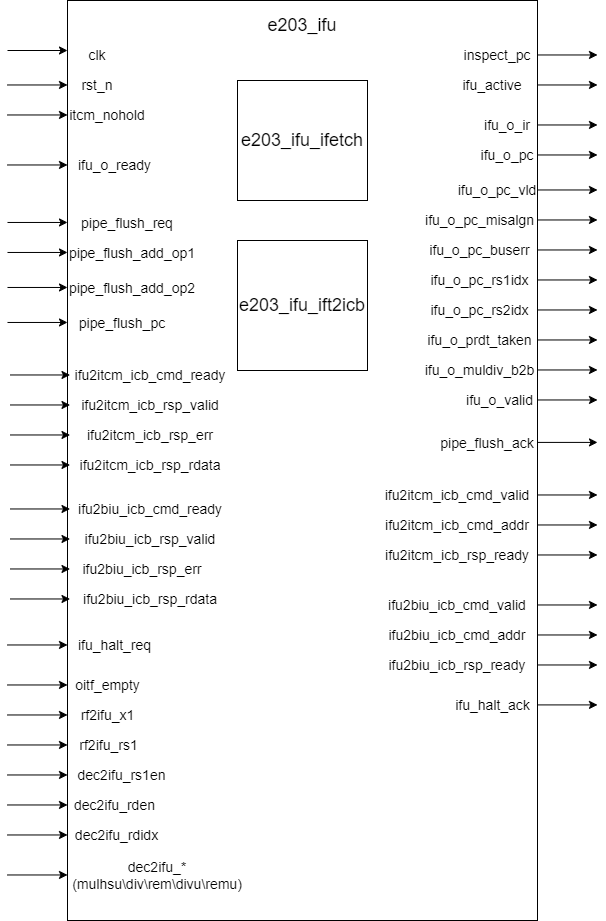 e203_ifu
clk
rst_n
itcm_nohold
ifu_o_ready
pipe_flush_req
pipe_flush_add_op1
pipe_flush_add_op2
pipe_flush_pc
ifu2itcm_icb_cmd_ready
ifu2itcm_icb_rsp_valid
ifu2itcm_icb_rsp_err
ifu2itcm_icb_rsp_rdata
ifu2biu_icb_cmd_ready
ifu2biu_icb_rsp_valid
ifu2biu_icb_rsp_err
ifu2biu_icb_rsp_rdata
ifu_halt_req
oitf_empty
rf2ifu_x1
rf2ifu_rs1
dec2ifu_rs1en
dec2ifu_rden
dec2ifu_rdidx
dec2ifu_*
(mulhsu\div\rem\divu\remu)
e203_ifu_ifetch
e203_ifu_ift2icb
inspect_pc
ifu_active
ifu_o_ir
ifu_o_pc
ifu_o_pc_vld
ifu_o_pc_misalgn
ifu_o_pc_buserr
ifu_o_pc_rs1idx
ifu_o_pc_rs2idx
ifu_o_prdt_taken
ifu_o_muldiv_b2b
ifu_o_valid
pipe_flush_ack
ifu2itcm_icb_cmd_valid
ifu2itcm_icb_cmd_addr
ifu2itcm_icb_rsp_ready
ifu2biu_icb_cmd_valid
ifu2biu_icb_cmd_addr
ifu2biu_icb_rsp_ready
ifu_halt_ack